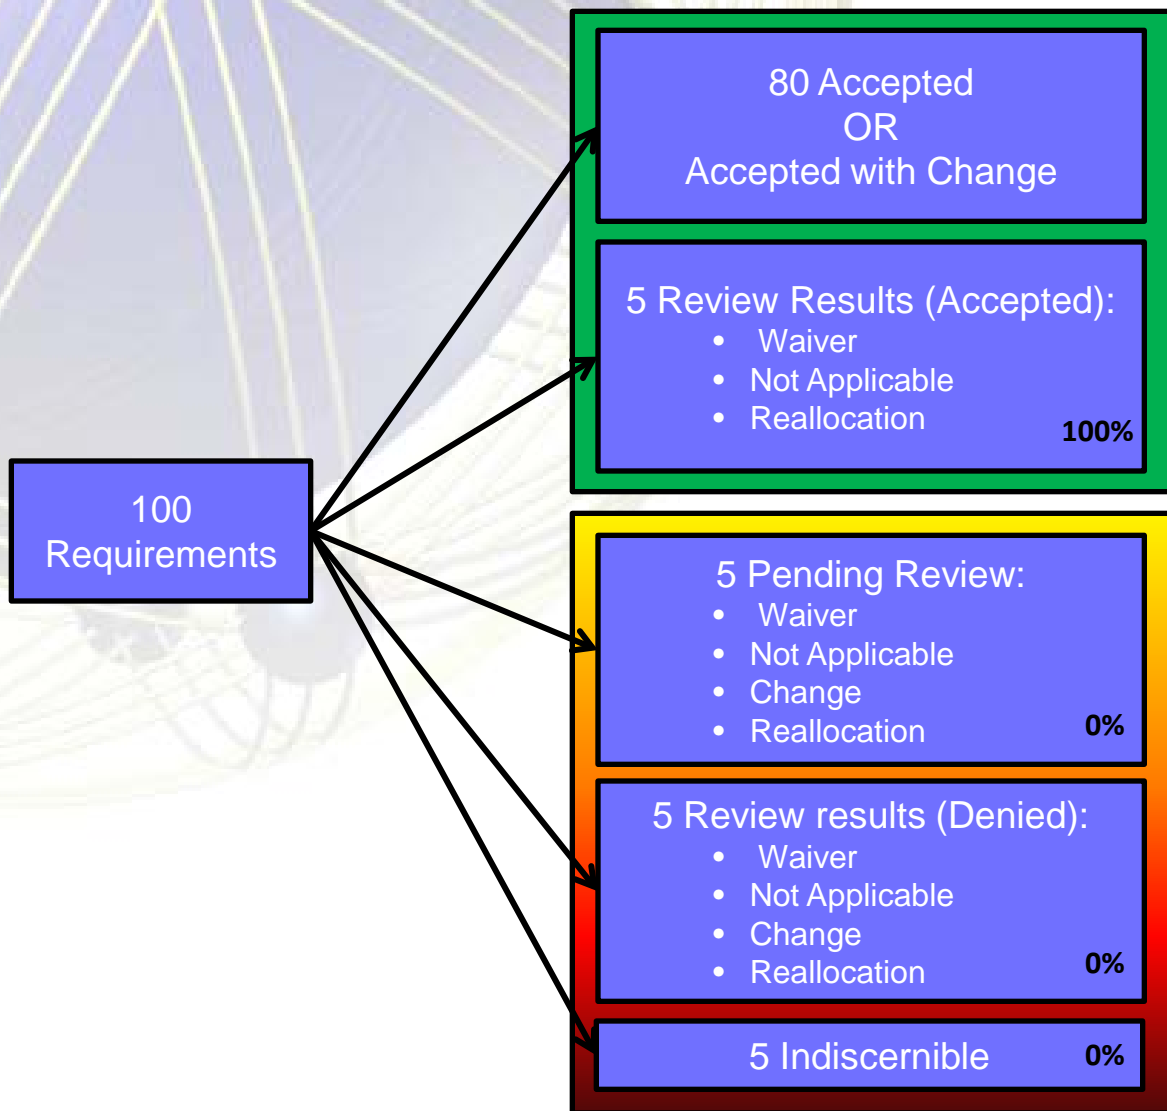 100
Requirements
80 Accepted
OR
Accepted with Change
5 Review Results (Accepted):
• Waiver
• Not Applicable
• Reallocation
100%
5 Pending Review:
• Waiver
• Not Applicable
• Change
• Reallocation
0%
5 Review results (Denied):
• Waiver
• Not Applicable
• Change
• Reallocation
0%
5 Indiscernible 0%